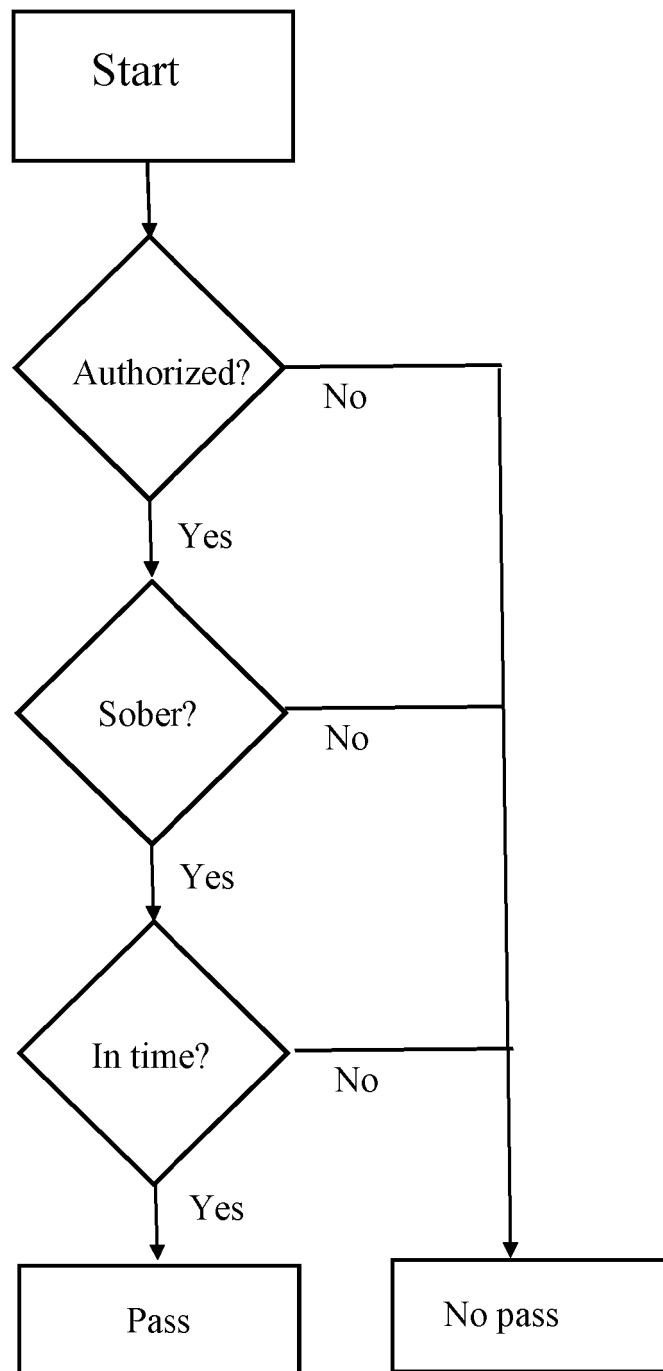 Start
Authorized?
No
Yes
Sober?
No
Yes
In time?
No
Yes
Pass
No pass